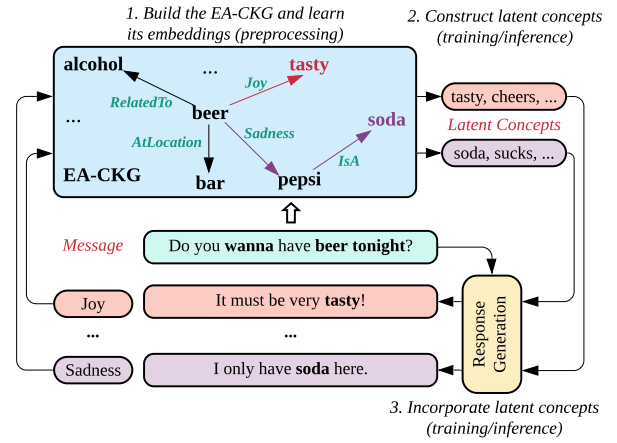 1. Build the EA-CKG and learn
its embeddings (preprocessing)
2. Construct latent concepts
(training/inference)
alcohol
...
tasty
Joy
RelatedTo
beer
tasty, cheers, ...
...
soda
Latent Concepts
AtLocation
Sadness
soda, sucks, ...
IsA
EA-CKG
bar
pepsi
Message
Do you wanna have beer tonight?
Joy
It must be very tasty!
Response
Generation
...
...
Sadness
I only have soda here.
3. Incorporate latent concepts
(training/inference)